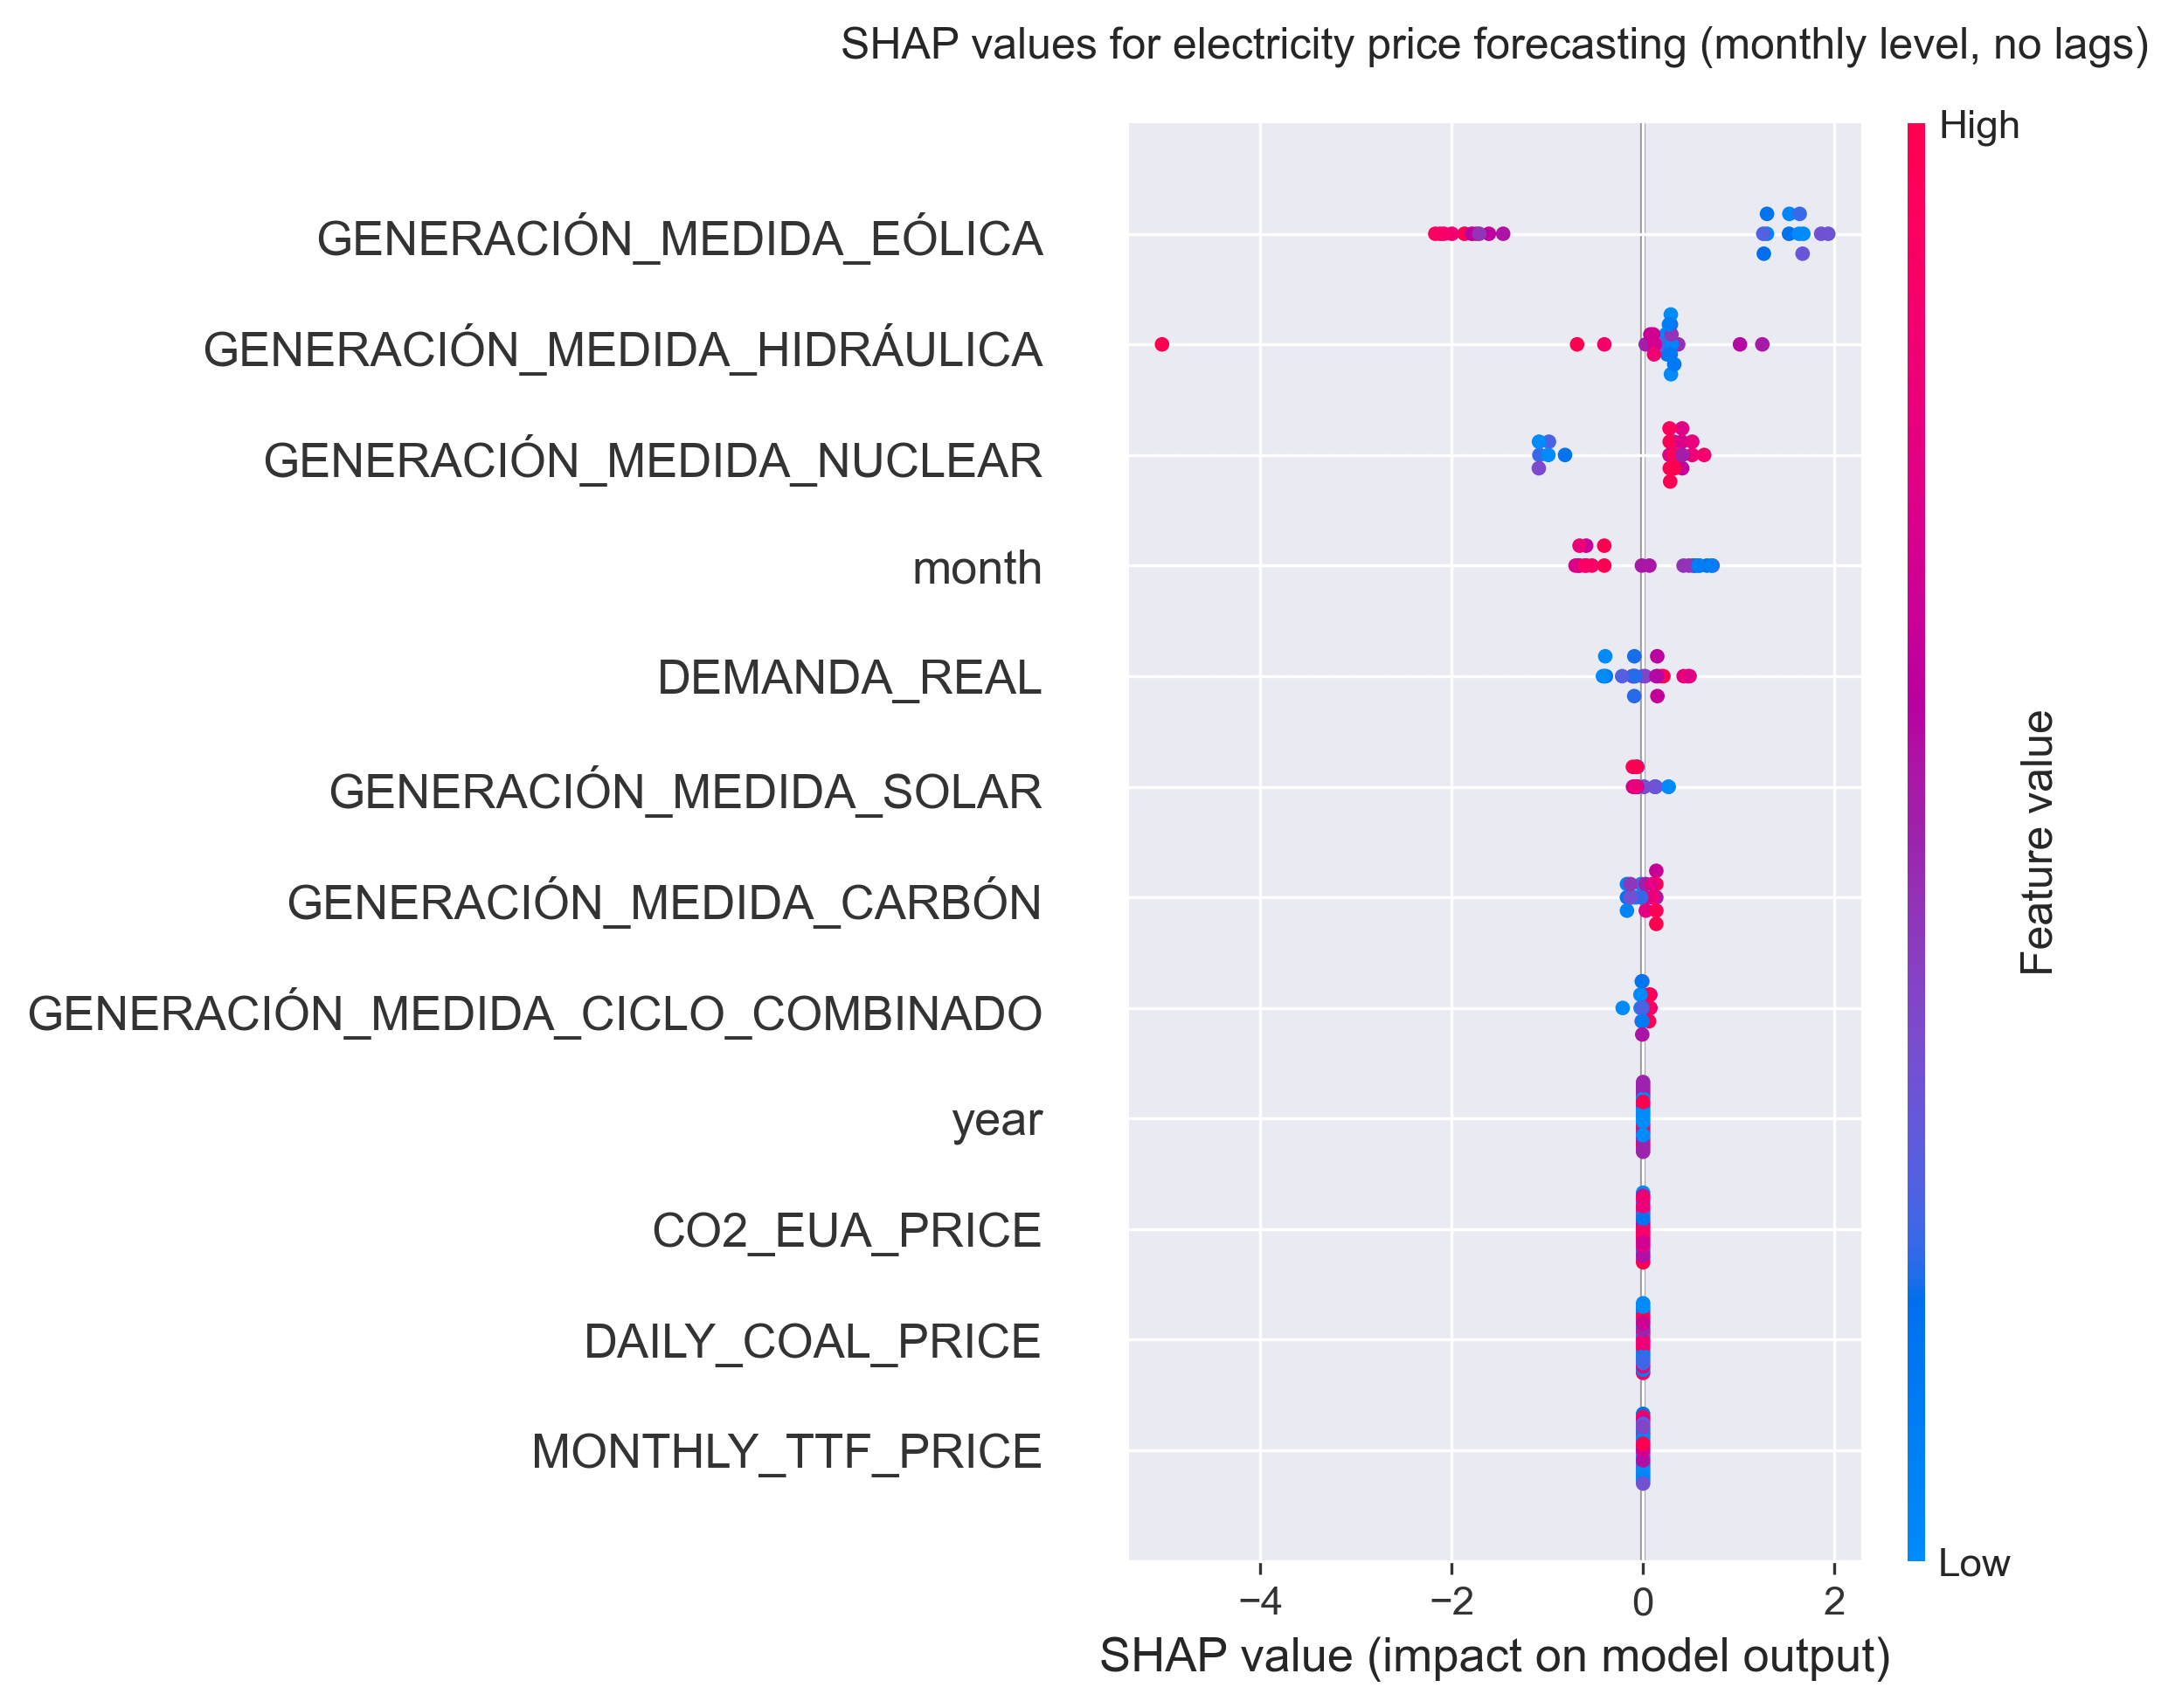 SHAP values for electricity price forecasting (monthly level, no lags)
High
GENERACIÓN_MEDIDA_EÓLICA
GENERACIÓN_MEDIDA_HIDRÁULICA
GENERACIÓN_MEDIDA_NUCLEAR
month
DEMANDA_REAL
GENERACIÓN_MEDIDA_SOLAR
GENERACIÓN_MEDIDA_CARBÓN
GENERACIÓN_MEDIDA_CICLO_COMBINADO
year
CO2_EUA_PRICE
DAILY_COAL_PRICE
MONTHLY_TTF_PRICE
Feature value
Low
−4 −2 0 2
SHAP value (impact on model output)